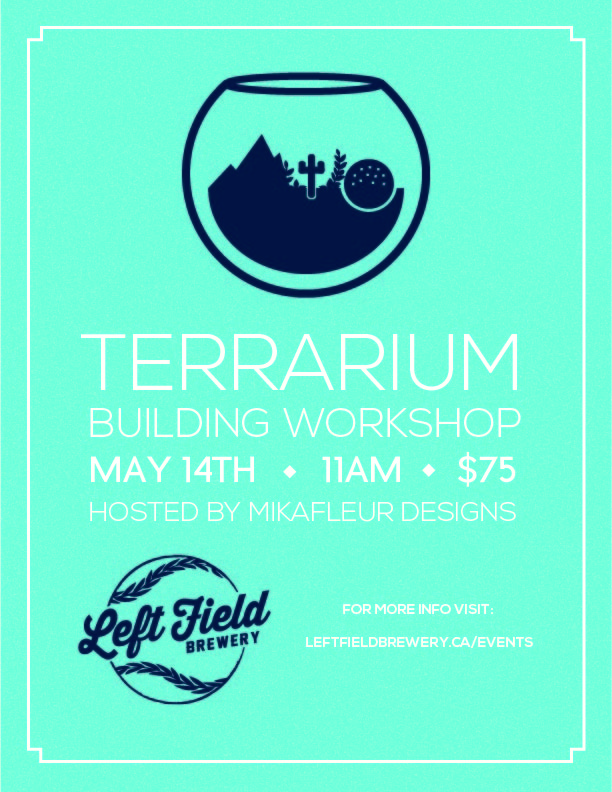 TERRARIUM
BUILDING WORKSHOP
MAY 14TH ◆ 11AM ◆ $75
HOSTED BY MIKAFLEUR DESIGNS
Left Field
BREWERY
FOR MORE INFO VISIT:
LEFTFIELDBREWERY.CA/EVENTS